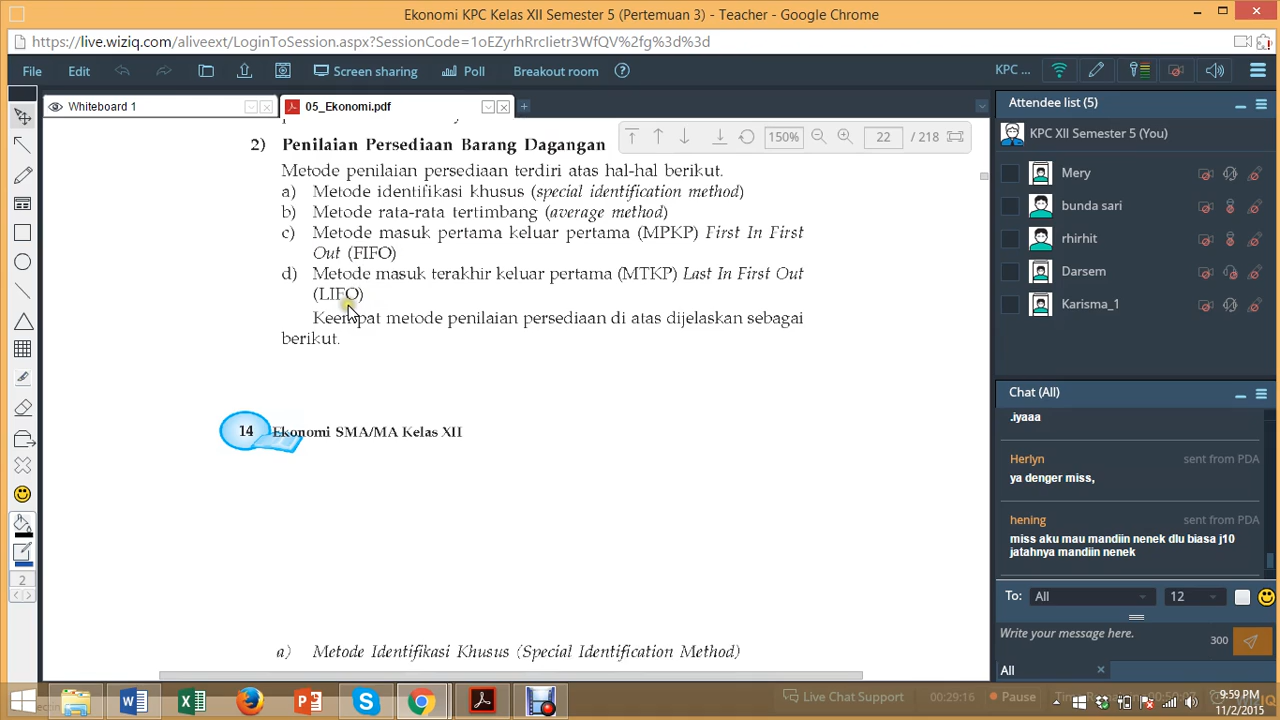 Ekonomi KPC Kelas XII Semester 5 (Pertemuan 3) - Teacher - Google Chrome
https://live.wiziq.com/aliveext/LoginToSession.aspx?SessionCode=1oEZyrhRrcIietr3WfQV%2fg%3d%3d
File Edit Screen sharing Poll Breakout room ? KPC ...
Whiteboard 1
05_Ekonomi.pdf
150%
22 / 218
2) Penilaian Persediaan Barang Dagangan
Metode penilaian persediaan terdiri atas hal-hal berikut.
a) Metode identifikasi khusus (special identification method)
b) Metode rata-rata tertimbang (average method)
c) Metode masuk pertama keluar pertama (MPKP) First In First
Out (FIFO)
d) Metode masuk terakhir keluar pertama (MTKP) Last In First Out
(LIFO)
Keempat metode penilaian persediaan di atas dijelaskan sebagai
berikut.
14 Ekonomi SMA/MA Kelas XII
a) Metode Identifikasi Khusus (Special Identification Method)
2
Attendee list (5)
KPC XII Semester 5 (You)
Mery
bunda sari
rhirhit
Darsem
Karisma_1
Chat (All)
.iyaaa
Herlyn sent from PDA
ya denger miss,
hening sent from PDA
miss aku mau mandiin nenek dlu biasa j10
jatahnya mandiin nenek
To: All 12
Write your message here. 300
All
Live Chat Support 00:29:16 Pause
9:59 PM
11/2/2015